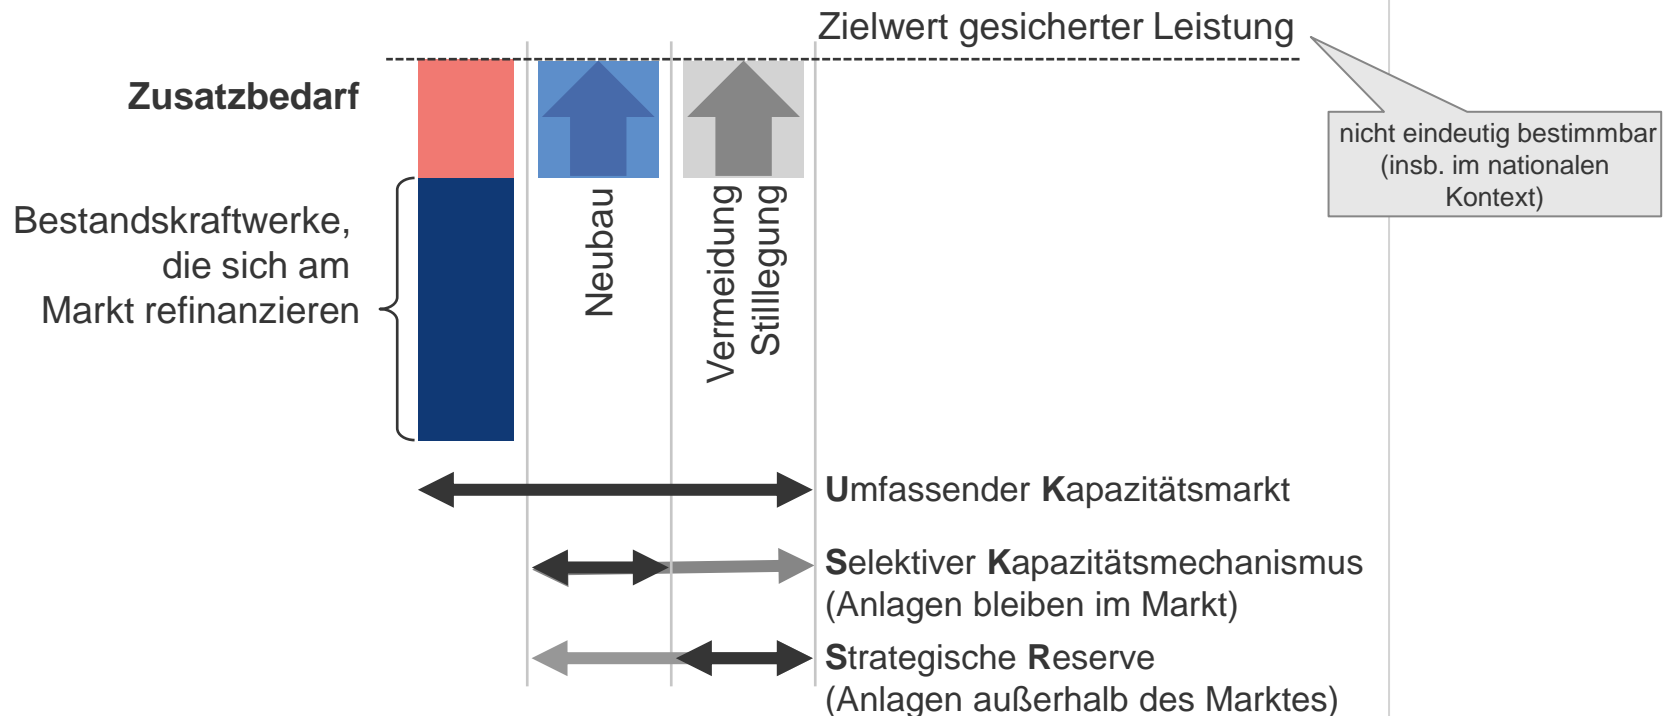 Zielwert gesicherter Leistung
Zusatzbedarf
nicht eindeutig bestimmbar
(insb. im nationalen
Kontext)
Bestandskraftwerke,
die sich am
Markt refinanzieren
Neubau
Vermeidung
Stilllegung
Umfassender Kapazitätsmarkt
Selektiver Kapazitätsmechanismus
(Anlagen bleiben im Markt)
Strategische Reserve
(Anlagen außerhalb des Marktes)